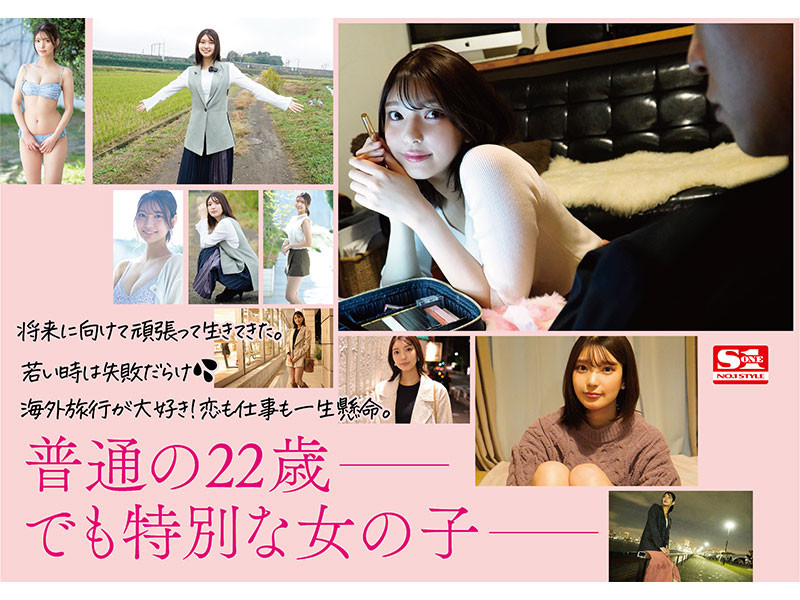 将来に向けて頑張って生きてきた。
若い時は失敗だらけ💦
海外旅行が大好き!恋も仕事も一生懸命。
普通の22歳——
でも特別な女の子——
S1
ONE
NO.1 STYLE